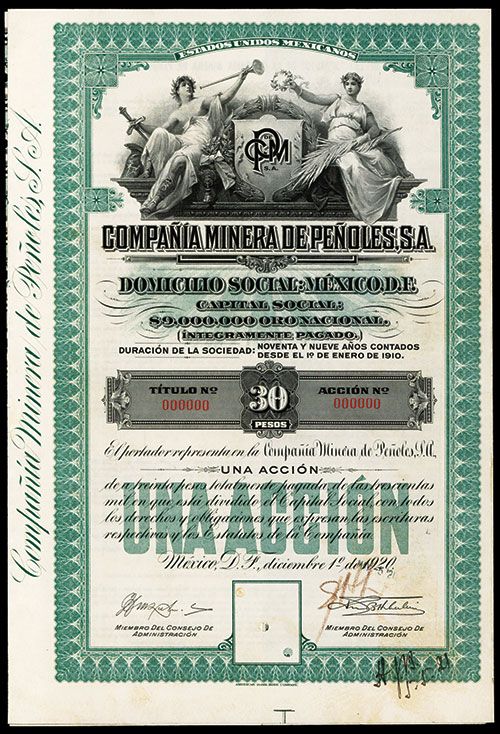 ESTADOS UNIDOS MEXICANOS
CPM
S.A.
COMPAÑIA MINERA DE PEÑOLES, S.A.
DOMICILIO SOCIAL: MÉXICO, D.F.
CAPITAL SOCIAL:
$9.000,000 ORO NACIONAL.
(ÍNTEGRAMENTE PAGADO.)
DURACIÓN DE LA SOCIEDAD: NOVENTA Y NUEVE AÑOS CONTADOS
DESDE EL 1º DE ENERO DE 1910.
TÍTULO Nº
000000
30
PESOS
ACCIÓN Nº
000000
El portador representa en la Compañía Minera de Peñoles, S.A.,
UNA ACCIÓN
de a treinta pesos totalmente pagada, de las trescientas
mil en que está dividido el Capital Social, con todos
los derechos y obligaciones que expresan las escrituras
respectivas y los estatutos de la Compañía.
UNA ACCIÓN
México, D.F., diciembre 1º de 1920
MIEMBRO DEL CONSEJO DE
ADMINISTRACIÓN
MIEMBRO DEL CONSEJO DE
ADMINISTRACIÓN
AMERICAN BANK NOTE COMPANY.
Compañía Minera de Peñoles, S.A.